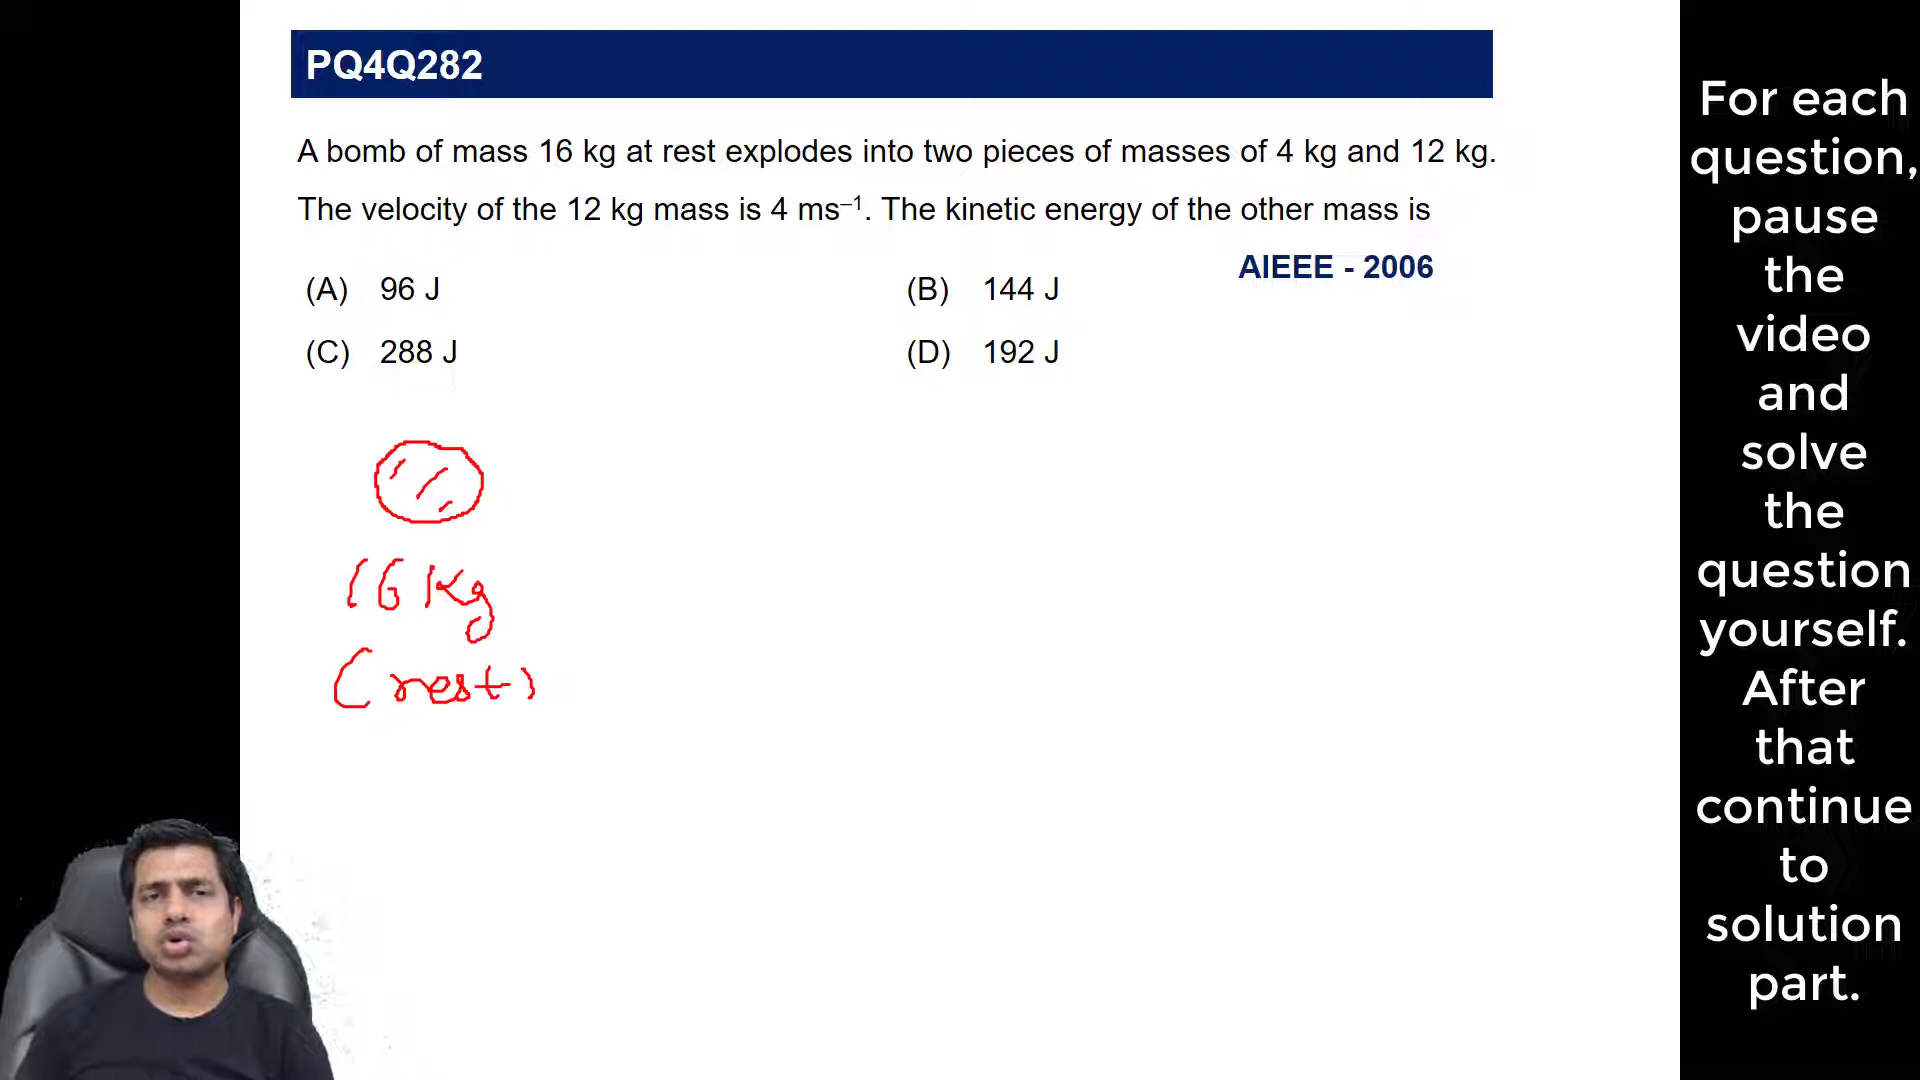 PQ4Q282
A bomb of mass 16 kg at rest explodes into two pieces of masses of 4 kg and 12 kg.
The velocity of the 12 kg mass is 4 ms⁻¹. The kinetic energy of the other mass is
AIEEE - 2006
(A) 96 J (B) 144 J
(C) 288 J (D) 192 J
16 Kg
(rest)
For each
question,
pause
the
video
and
solve
the
question
yourself.
After
that
continue
to
solution
part.